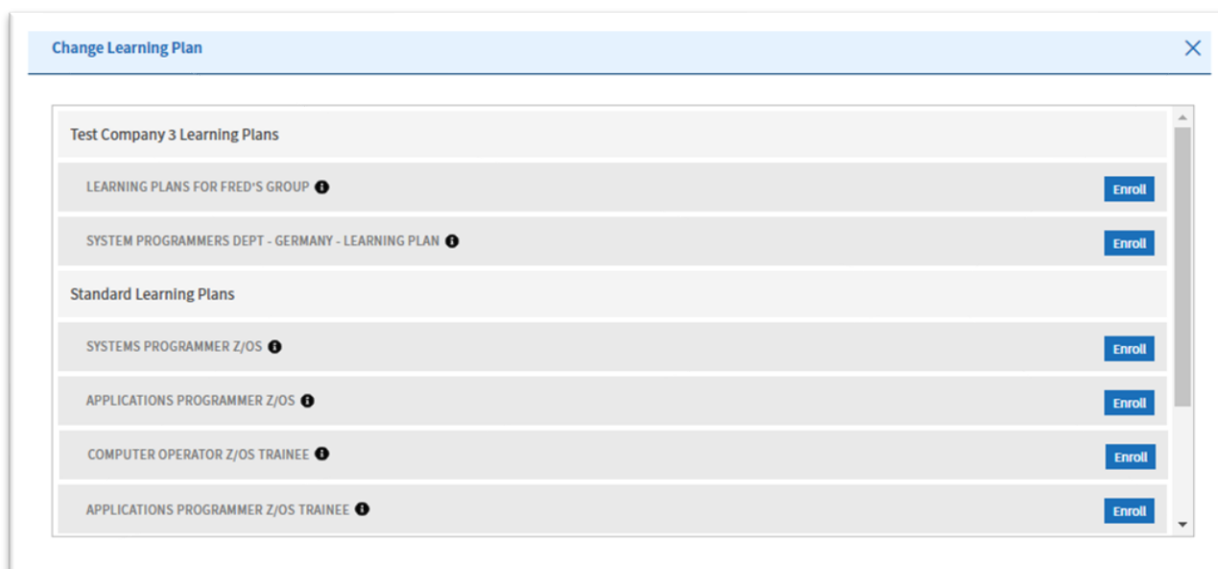 Change Learning Plan
Test Company 3 Learning Plans
LEARNING PLANS FOR FRED'S GROUP Enroll
SYSTEM PROGRAMMERS DEPT - GERMANY - LEARNING PLAN Enroll
Standard Learning Plans
SYSTEMS PROGRAMMER Z/OS Enroll
APPLICATIONS PROGRAMMER Z/OS Enroll
COMPUTER OPERATOR Z/OS TRAINEE Enroll
APPLICATIONS PROGRAMMER Z/OS TRAINEE Enroll